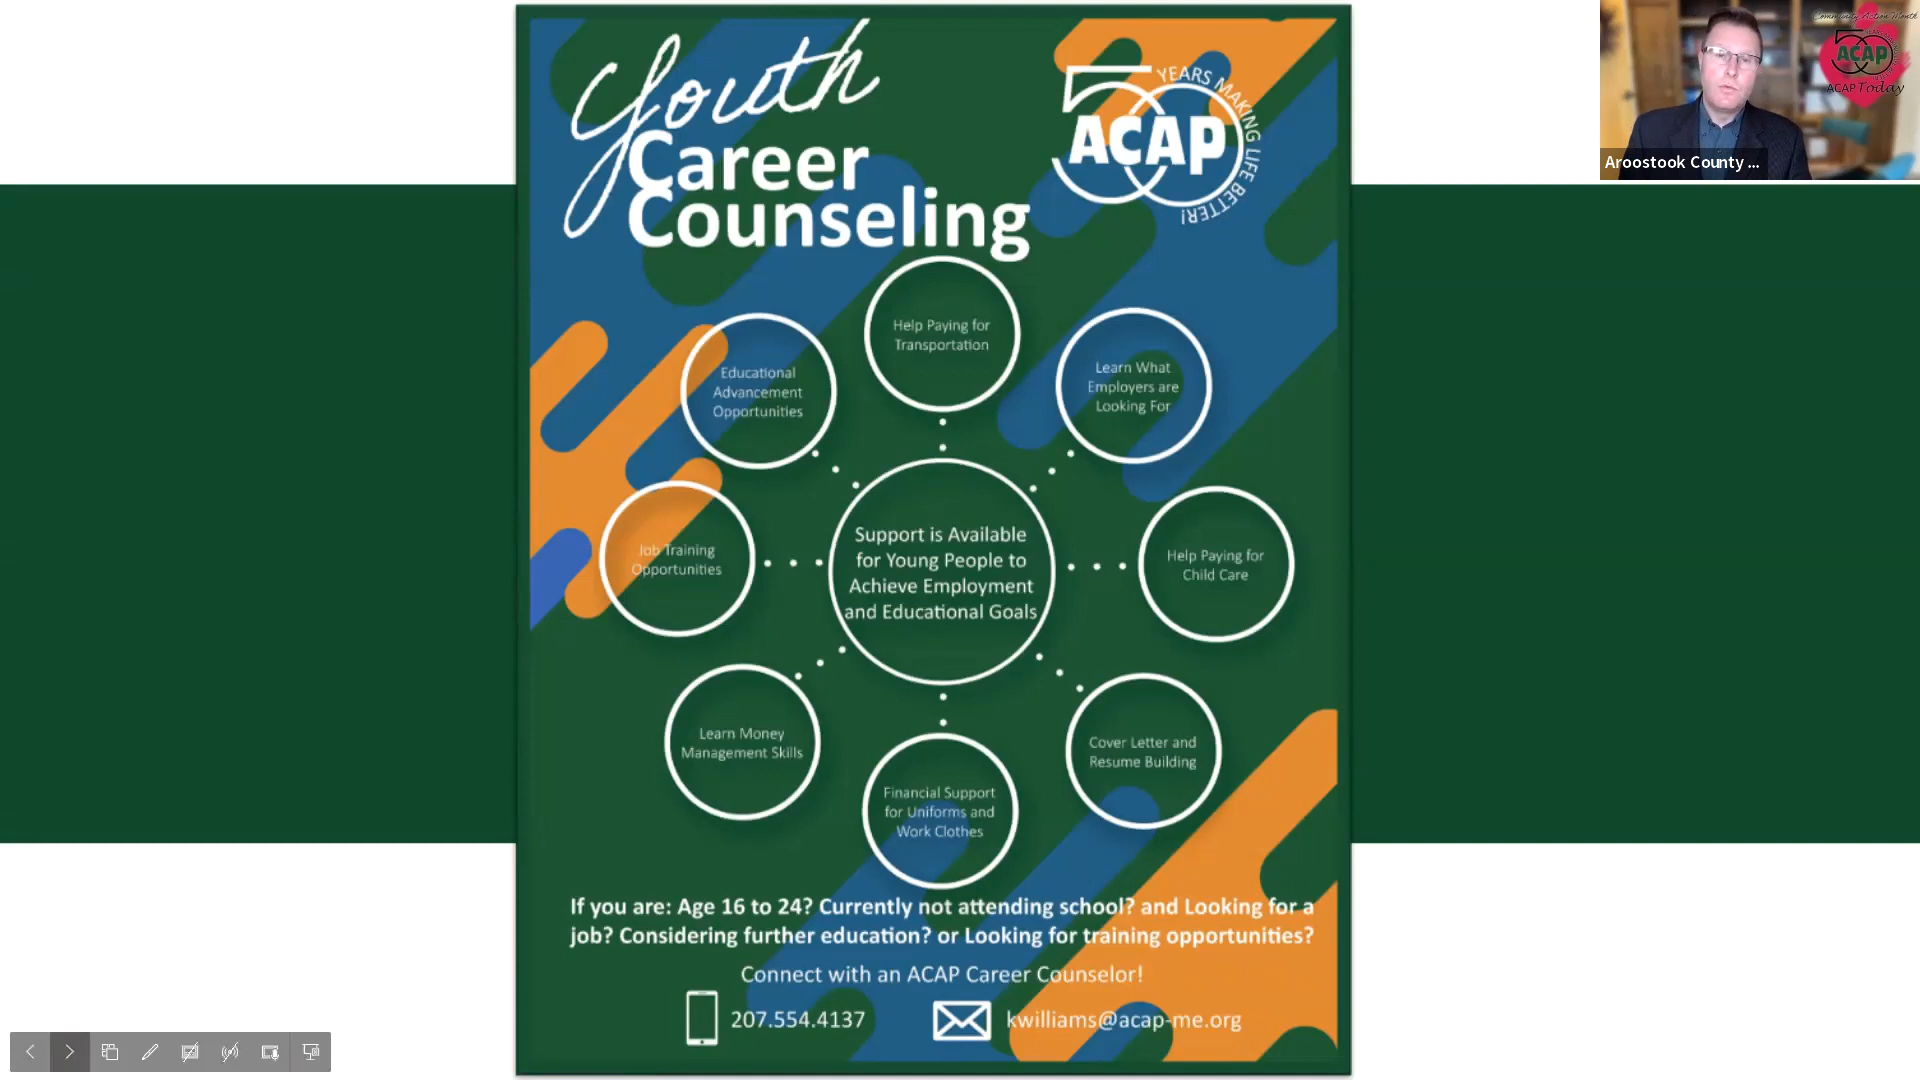 Youth
Career
Counseling
50
YEARS MAKING LIFE BETTER!
ACAP
Help Paying for
Transportation
Educational
Advancement
Opportunities
Learn What
Employers are
Looking For
Job Training
Opportunities
Support is Available
for Young People to
Achieve Employment
and Educational Goals
Help Paying for
Child Care
Learn Money
Management Skills
Cover Letter and
Resume Building
Financial Support
for Uniforms and
Work Clothes
If you are: Age 16 to 24? Currently not attending school? and Looking for a
job? Considering further education? or Looking for training opportunities?
Connect with an ACAP Career Counselor!
207.554.4137
kwilliams@acap-me.org
Community Action Month
50
ACAP
ACAP Today
Aroostook County ...